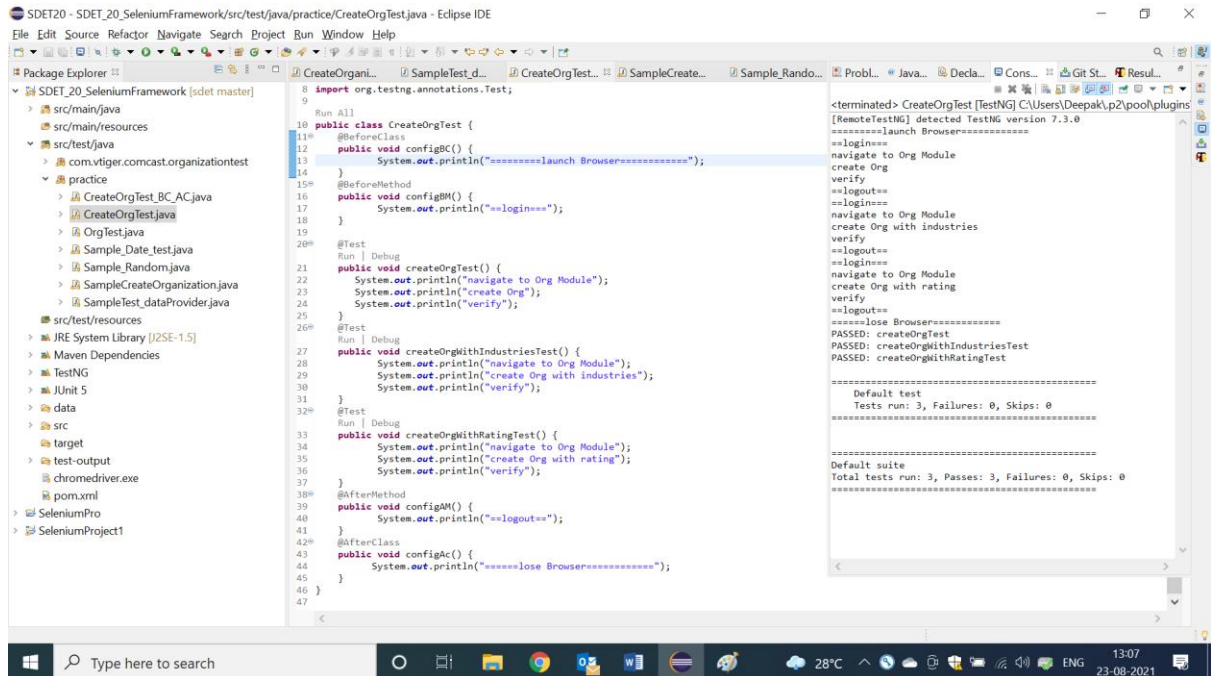 SDET20 - SDET_20_SeleniumFramework/src/test/java/practice/CreateOrgTest.java - Eclipse IDE
File Edit Source Refactor Navigate Search Project Run Window Help
Package Explorer
SDET_20_SeleniumFramework [sdet master]
src/main/java
src/main/resources
src/test/java
com.vtiger.comcast.organizationtest
practice
CreateOrgTest_BC_AC.java
CreateOrgTest.java
OrgTest.java
Sample_Date_test.java
Sample_Random.java
SampleCreateOrganization.java
SampleTest_dataProvider.java
src/test/resources
JRE System Library [J2SE-1.5]
Maven Dependencies
TestNG
JUnit 5
data
src
target
test-output
chromedriver.exe
pom.xml
SeleniumPro
SeleniumProject1
CreateOrgani... SampleTest_d... CreateOrgTest... SampleCreate... Sample_Rando...
8 import org.testng.annotations.Test;
9
Run All
10 public class CreateOrgTest {
11 @BeforeClass
12 public void configBC() {
13 System.out.println("=========launch Browser============");
14 }
15 @BeforeMethod
16 public void configBM() {
17 System.out.println("==login===");
18 }
19
20 @Test
Run | Debug
21 public void createOrgTest() {
22 System.out.println("navigate to Org Module");
23 System.out.println("create Org");
24 System.out.println("verify");
25 }
26 @Test
Run | Debug
27 public void createOrgWithIndustriesTest() {
28 System.out.println("navigate to Org Module");
29 System.out.println("create Org with industries");
30 System.out.println("verify");
31 }
32 @Test
Run | Debug
33 public void createOrgWithRatingTest() {
34 System.out.println("navigate to Org Module");
35 System.out.println("create Org with rating");
36 System.out.println("verify");
37 }
38 @AfterMethod
39 public void configAM() {
40 System.out.println("==logout==");
41 }
42 @AfterClass
43 public void configAc() {
44 System.out.println("======lose Browser============");
45 }
46 }
47
Probl... Java... Decla... Cons... Git St... Resul...
<terminated> CreateOrgTest [TestNG] C:\Users\Deepak\.p2\pool\plugins
[RemoteTestNG] detected TestNG version 7.3.0
=========launch Browser============
==login===
navigate to Org Module
create Org
verify
==logout==
==login===
navigate to Org Module
create Org with industries
verify
==logout==
==login===
navigate to Org Module
create Org with rating
verify
==logout==
======lose Browser============
PASSED: createOrgTest
PASSED: createOrgWithIndustriesTest
PASSED: createOrgWithRatingTest
===============================================
Default test
Tests run: 3, Failures: 0, Skips: 0
===============================================
===============================================
Default suite
Total tests run: 3, Passes: 3, Failures: 0, Skips: 0
===============================================
Type here to search
28°C
ENG
13:07
23-08-2021